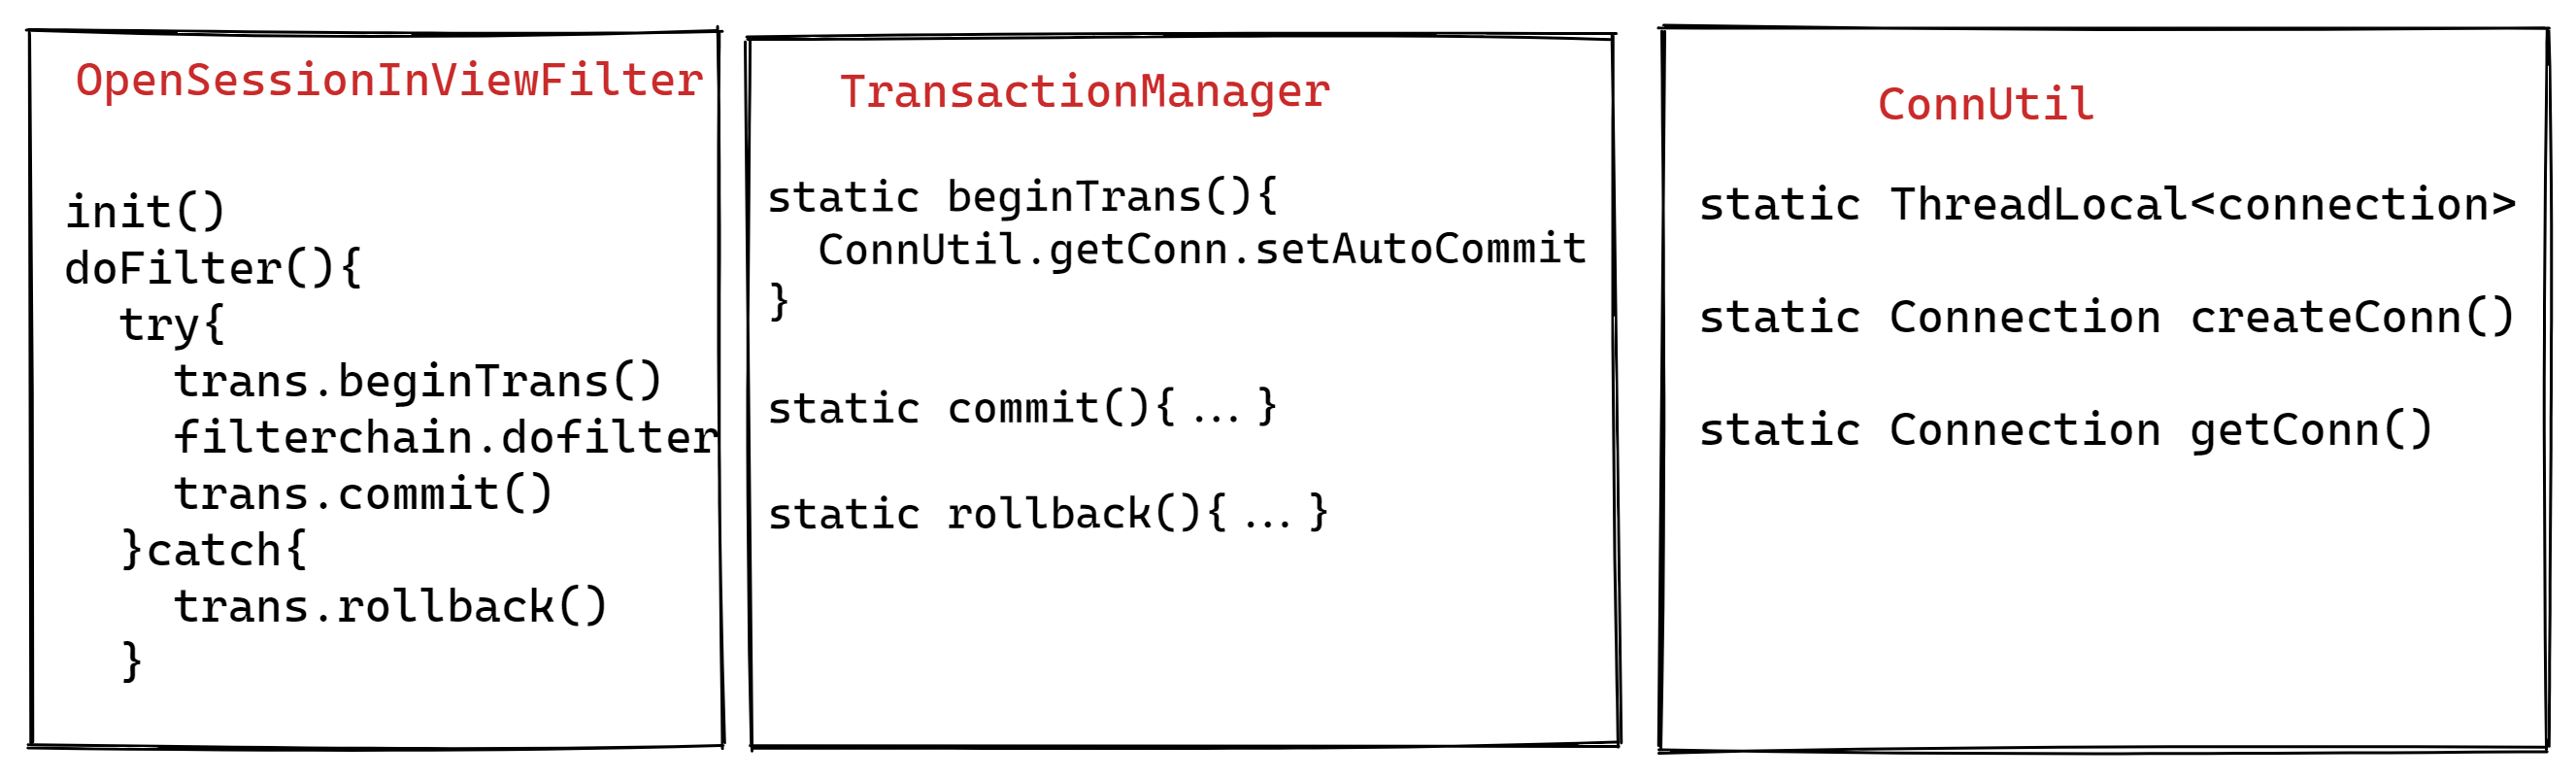 OpenSessionInViewFilter
init()
doFilter(){
try{
trans.beginTrans()
filterchain.dofilter
trans.commit()
}catch{
trans.rollback()
}
TransactionManager
static beginTrans(){
ConnUtil.getConn.setAutoCommit
}
static commit(){ ... }
static rollback(){ ... }
ConnUtil
static ThreadLocal<connection>
static Connection createConn()
static Connection getConn()